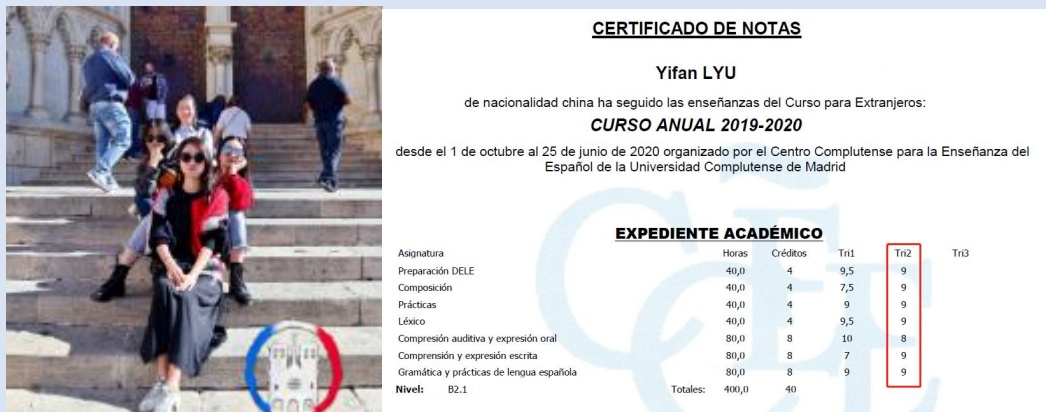 CERTIFICADO DE NOTAS
Yifan LYU
de nacionalidad china ha seguido las enseñanzas del Curso para Extranjeros:
CURSO ANUAL 2019-2020
desde el 1 de octubre al 25 de junio de 2020 organizado por el Centro Complutense para la Enseñanza del
Español de la Universidad Complutense de Madrid
EXPEDIENTE ACADÉMICO
Asignatura Horas Créditos Tri1 Tri2 Tri3
Preparación DELE 40,0 4 9,5 9
Composición 40,0 4 7,5 9
Prácticas 40,0 4 9 9
Léxico 40,0 4 9,5 9
Compresión auditiva y expresión oral 80,0 8 10 8
Comprensión y expresión escrita 80,0 8 7 9
Gramática y prácticas de lengua española 80,0 8 9 9
Nivel: B2.1 Totales: 400,0 40